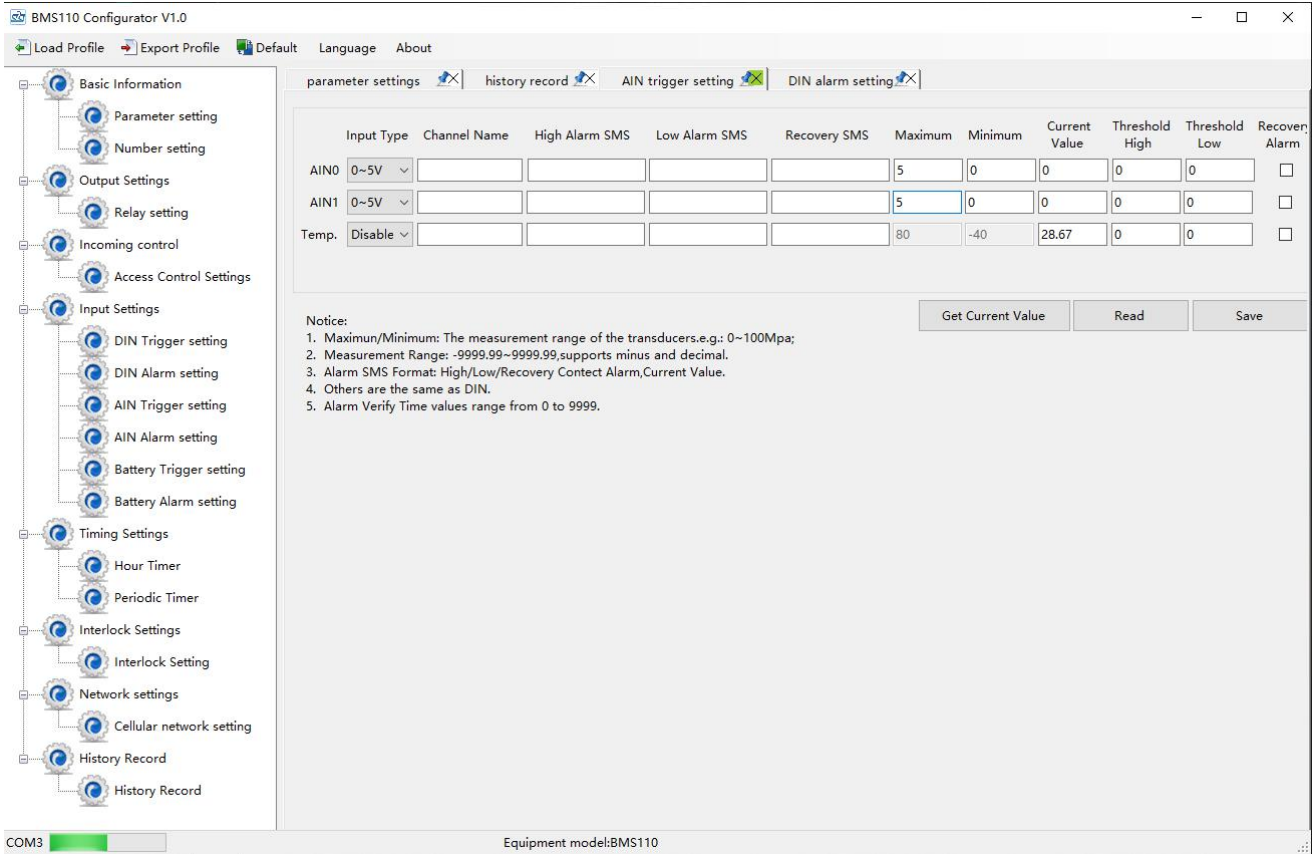 BMS110 Configurator V1.0
Load Profile Export Profile Default Language About
Basic Information
Parameter setting
Number setting
Output Settings
Relay setting
Incoming control
Access Control Settings
Input Settings
DIN Trigger setting
DIN Alarm setting
AIN Trigger setting
AIN Alarm setting
Battery Trigger setting
Battery Alarm setting
Timing Settings
Hour Timer
Periodic Timer
Interlock Settings
Interlock Setting
Network settings
Cellular network setting
History Record
History Record
parameter settings history record AIN trigger setting DIN alarm setting
Input Type Channel Name High Alarm SMS Low Alarm SMS Recovery SMS Maximum Minimum Current Value Threshold High Threshold Low Recovery Alarm
AIN0 0~5V 5 0 0 0 0
AIN1 0~5V 5 0 0 0 0
Temp. Disable 80 -40 28.67 0 0
Get Current Value Read Save
Notice:
1. Maximun/Minimum: The measurement range of the transducers.e.g.: 0~100Mpa;
2. Measurement Range: -9999.99~9999.99,supports minus and decimal.
3. Alarm SMS Format: High/Low/Recovery Contect Alarm,Current Value.
4. Others are the same as DIN.
5. Alarm Verify Time values range from 0 to 9999.
COM3 Equipment model:BMS110